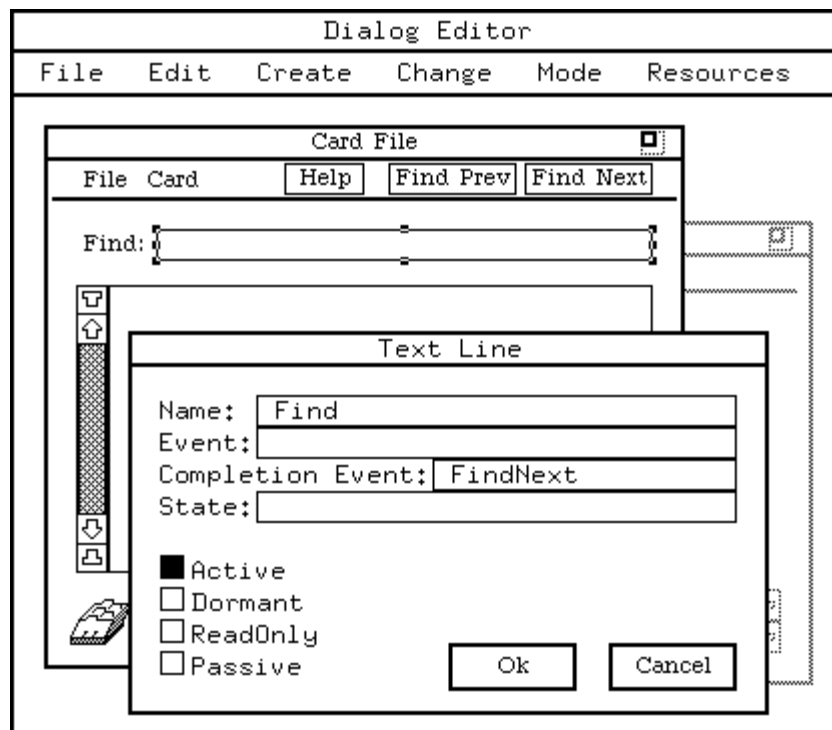 Dialog Editor
File Edit Create Change Mode Resources
Card File
File Card Help Find Prev Find Next
Find:
Text Line
Name: Find
Event:
Completion Event: FindNext
State:
Active
Dormant
ReadOnly
Passive
Ok Cancel